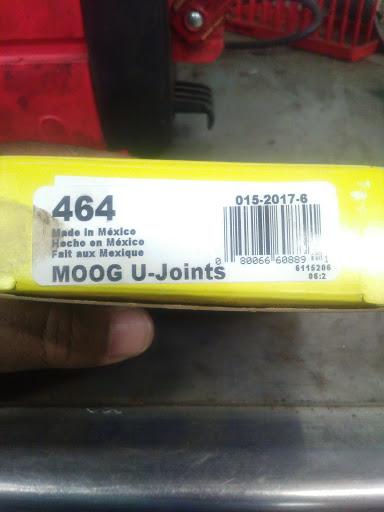 464
015-2017-6
Made in México
Hecho en México
Fait aux Mexique
MOOG U-Joints
0 80066 60889 1
6115206
06:2